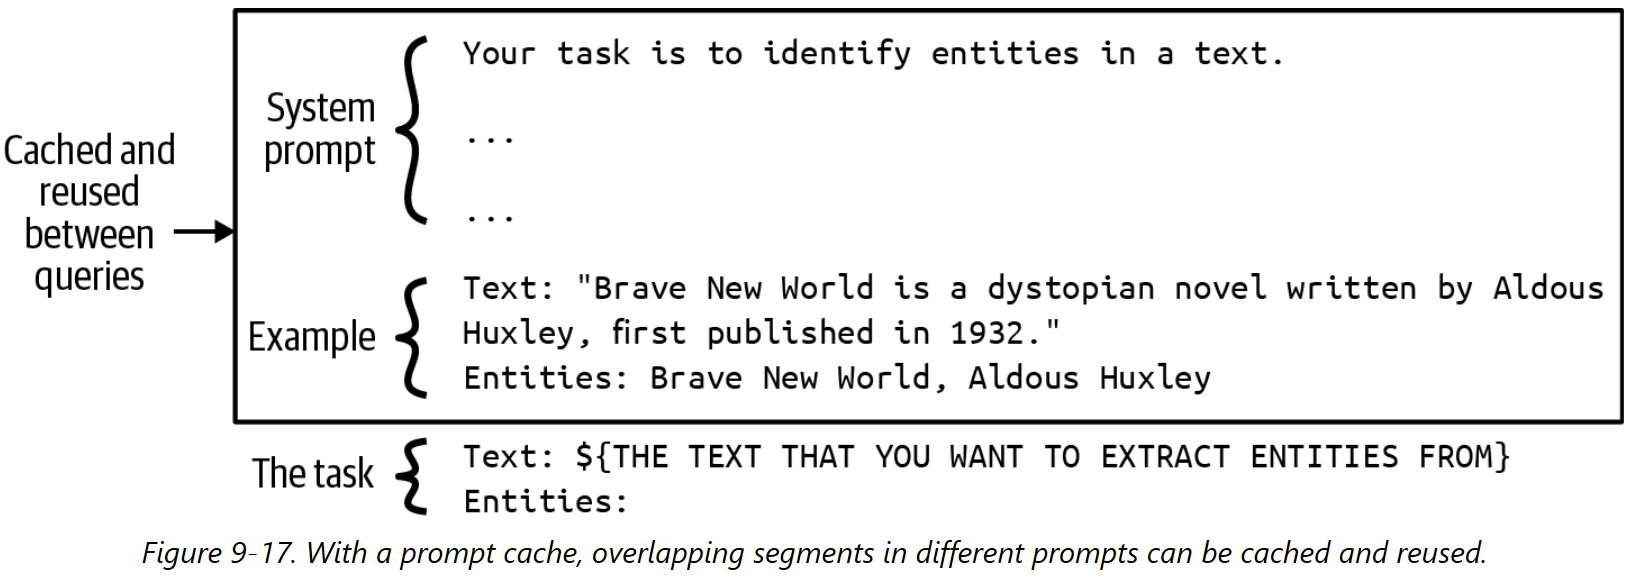 Cached and
reused
between
queries
System
prompt
Your task is to identify entities in a text.
...
...
Example
Text: "Brave New World is a dystopian novel written by Aldous
Huxley, first published in 1932."
Entities: Brave New World, Aldous Huxley
The task
Text: ${THE TEXT THAT YOU WANT TO EXTRACT ENTITIES FROM}
Entities:
Figure 9-17. With a prompt cache, overlapping segments in different prompts can be cached and reused.